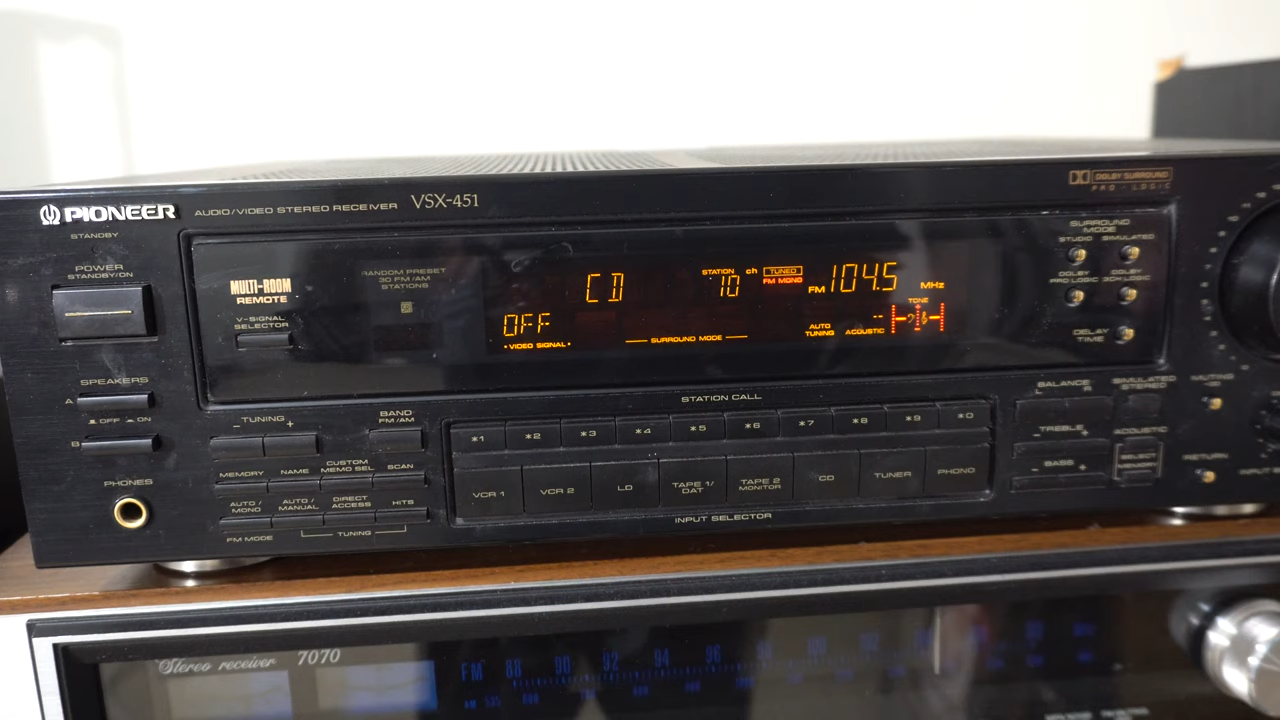 PIONEER AUDIO/VIDEO STEREO RECEIVER VSX-451
DOLBY SURROUND
PRO · LOGIC
STANDBY
POWER
STANDBY/ON
MULTI-ROOM
REMOTE
V-SIGNAL
SELECTOR
RANDOM PRESET
30 FM/AM
STATIONS
CD
STATION ch
10
TUNED
FM MONO
FM 104.5 MHz
OFF
• VIDEO SIGNAL •
SURROUND MODE
AUTO
TUNING
ACOUSTIC
TONE
SURROUND
MODE
STUDIO SIMULATED
DOLBY
PRO LOGIC
DOLBY
3CH LOGIC
DELAY
TIME
SPEAKERS
A
OFF ON
B
PHONES
− TUNING +
BAND
FM/AM
MEMORY NAME CUSTOM MEMO SEL SCAN
AUTO/MONO AUTO/MANUAL DIRECT ACCESS HITS
FM MODE TUNING
STATION CALL
*1 *2 *3 *4 *5 *6 *7 *8 *9 *0
VCR 1 VCR 2 LD TAPE 1/DAT TAPE 2 MONITOR CD TUNER PHONO
INPUT SELECTOR
BALANCE
L R
SIMULATED
STEREO
MUTING
− TREBLE +
ACOUSTIC
− BASS +
SELECT
MEMORY
RETURN
Stereo receiver 7070
FM 88 90 92 94 96